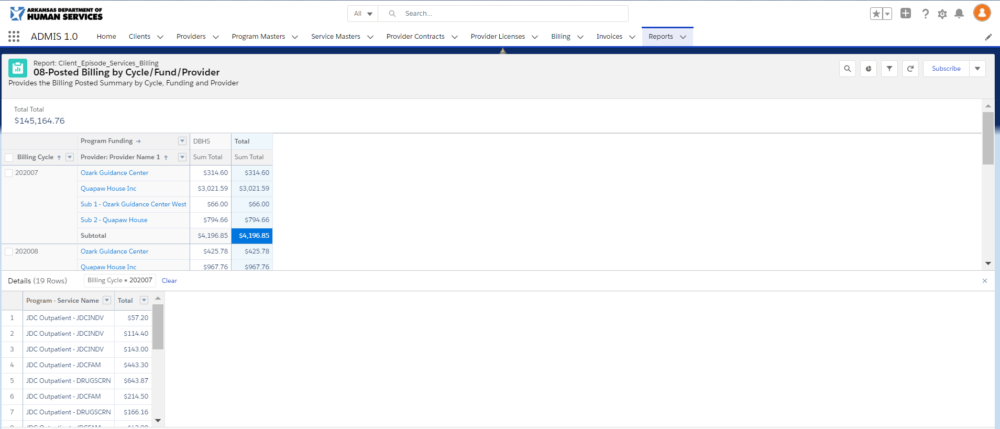 ARKANSAS DEPARTMENT OF
HUMAN SERVICES
All
Search...
ADMIS 1.0
Home
Clients
Providers
Program Masters
Service Masters
Provider Contracts
Provider Licenses
Billing
Invoices
Reports
Report: Client_Episode_Services_Billing
08-Posted Billing by Cycle/Fund/Provider
Provides the Billing Posted Summary by Cycle, Funding and Provider
Subscribe
Total Total
$145,164.76
Program Funding → DBHS Total
Billing Cycle ↑ Provider: Provider Name 1 ↑ Sum Total Sum Total
202007 Ozark Guidance Center $314.60 $314.60
Quapaw House Inc $3,021.59 $3,021.59
Sub 1 - Ozark Guidance Center West $66.00 $66.00
Sub 2 - Quapaw House $794.66 $794.66
Subtotal $4,196.85 $4,196.85
202008 Ozark Guidance Center $425.78 $425.78
Quapaw House Inc $967.76 $967.76
Details (19 Rows) Billing Cycle = 202007 Clear
Program - Service Name Total
1 JDC Outpatient - JDCINDV $57.20
2 JDC Outpatient - JDCINDV $114.40
3 JDC Outpatient - JDCINDV $143.00
4 JDC Outpatient - JDCFAM $443.30
5 JDC Outpatient - DRUGSCRN $643.87
6 JDC Outpatient - JDCFAM $214.50
7 JDC Outpatient - DRUGSCRN $166.16